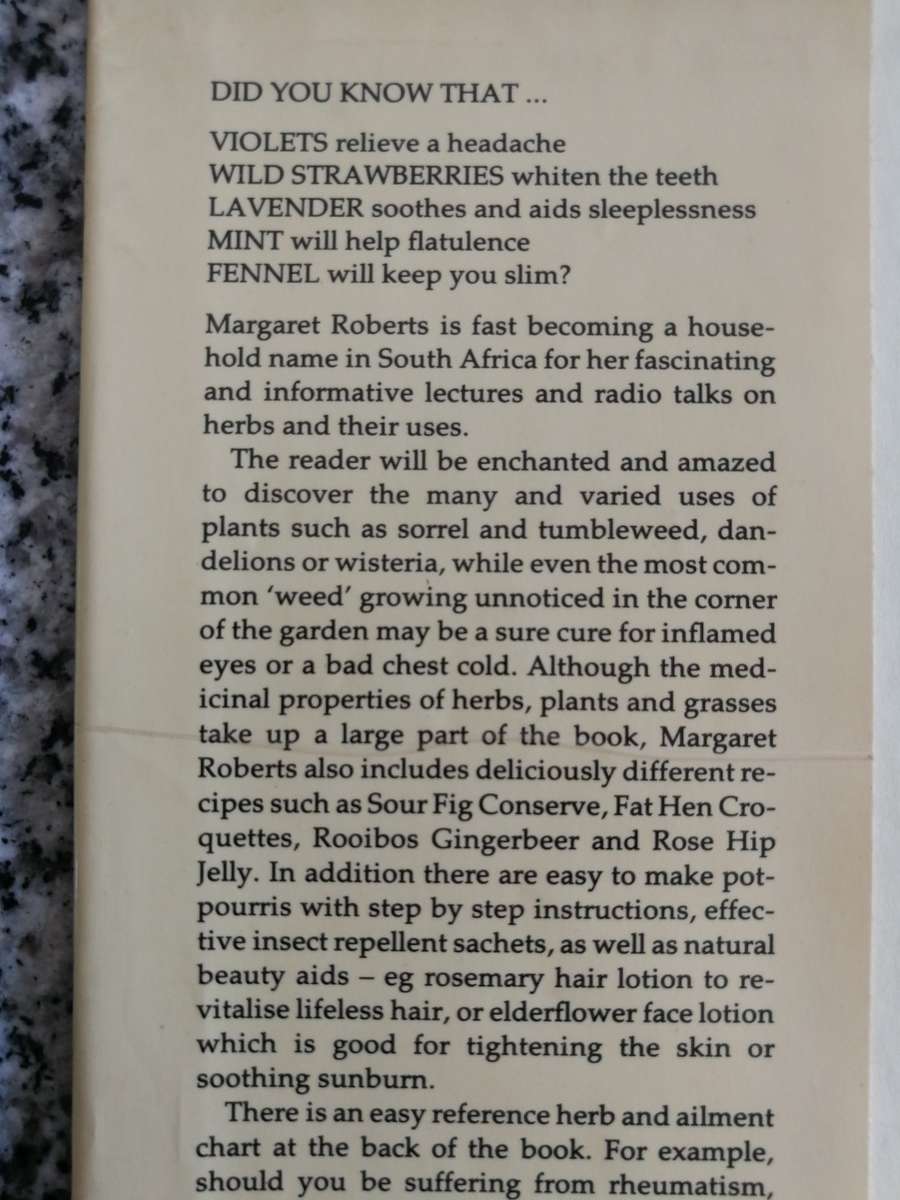 DID YOU KNOW THAT ...
VIOLETS relieve a headache
WILD STRAWBERRIES whiten the teeth
LAVENDER soothes and aids sleeplessness
MINT will help flatulence
FENNEL will keep you slim?
Margaret Roberts is fast becoming a house-
hold name in South Africa for her fascinating
and informative lectures and radio talks on
herbs and their uses.
The reader will be enchanted and amazed
to discover the many and varied uses of
plants such as sorrel and tumbleweed, dan-
delions or wisteria, while even the most com-
mon ‘weed’ growing unnoticed in the corner
of the garden may be a sure cure for inflamed
eyes or a bad chest cold. Although the med-
icinal properties of herbs, plants and grasses
take up a large part of the book, Margaret
Roberts also includes deliciously different re-
cipes such as Sour Fig Conserve, Fat Hen Cro-
quettes, Rooibos Gingerbeer and Rose Hip
Jelly. In addition there are easy to make pot-
pourris with step by step instructions, effec-
tive insect repellent sachets, as well as natural
beauty aids – eg rosemary hair lotion to re-
vitalise lifeless hair, or elderflower face lotion
which is good for tightening the skin or
soothing sunburn.
There is an easy reference herb and ailment
chart at the back of the book. For example,
should you be suffering from rheumatism,